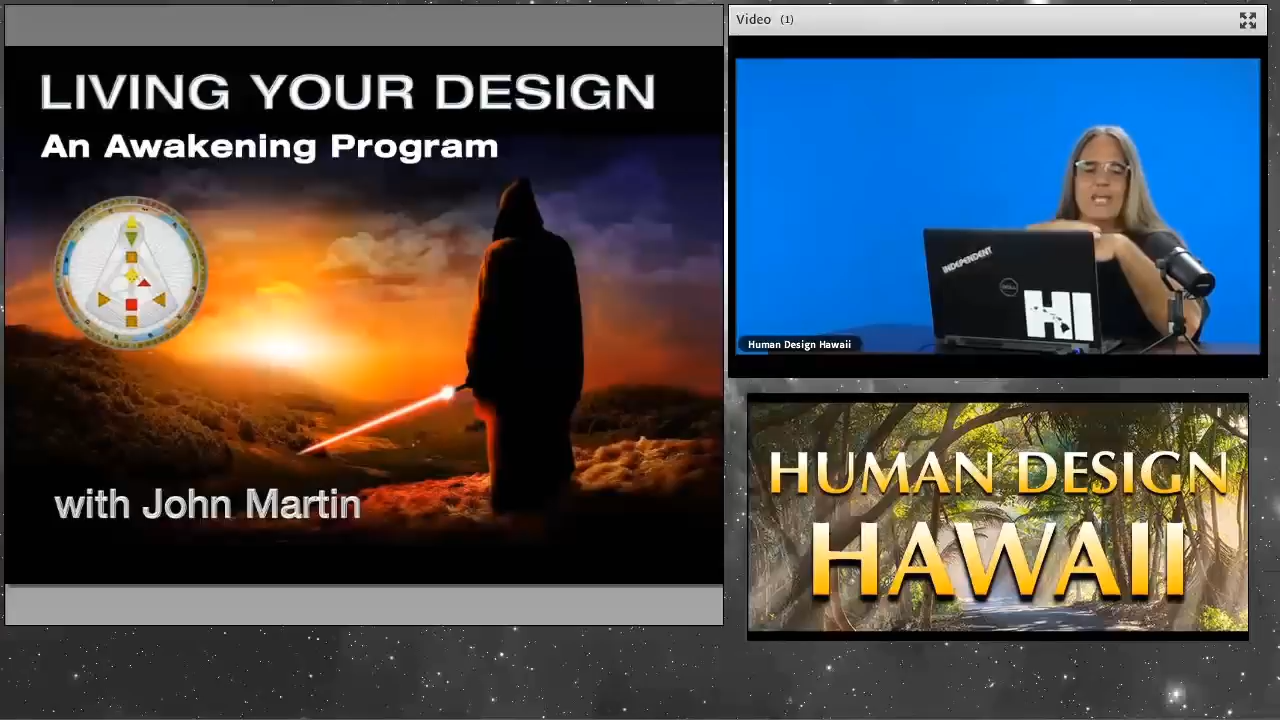 LIVING YOUR DESIGN
An Awakening Program
with John Martin
Video (1)
INDEPENDENT
DELL
HI
Human Design Hawaii
HUMAN DESIGN
HAWAII